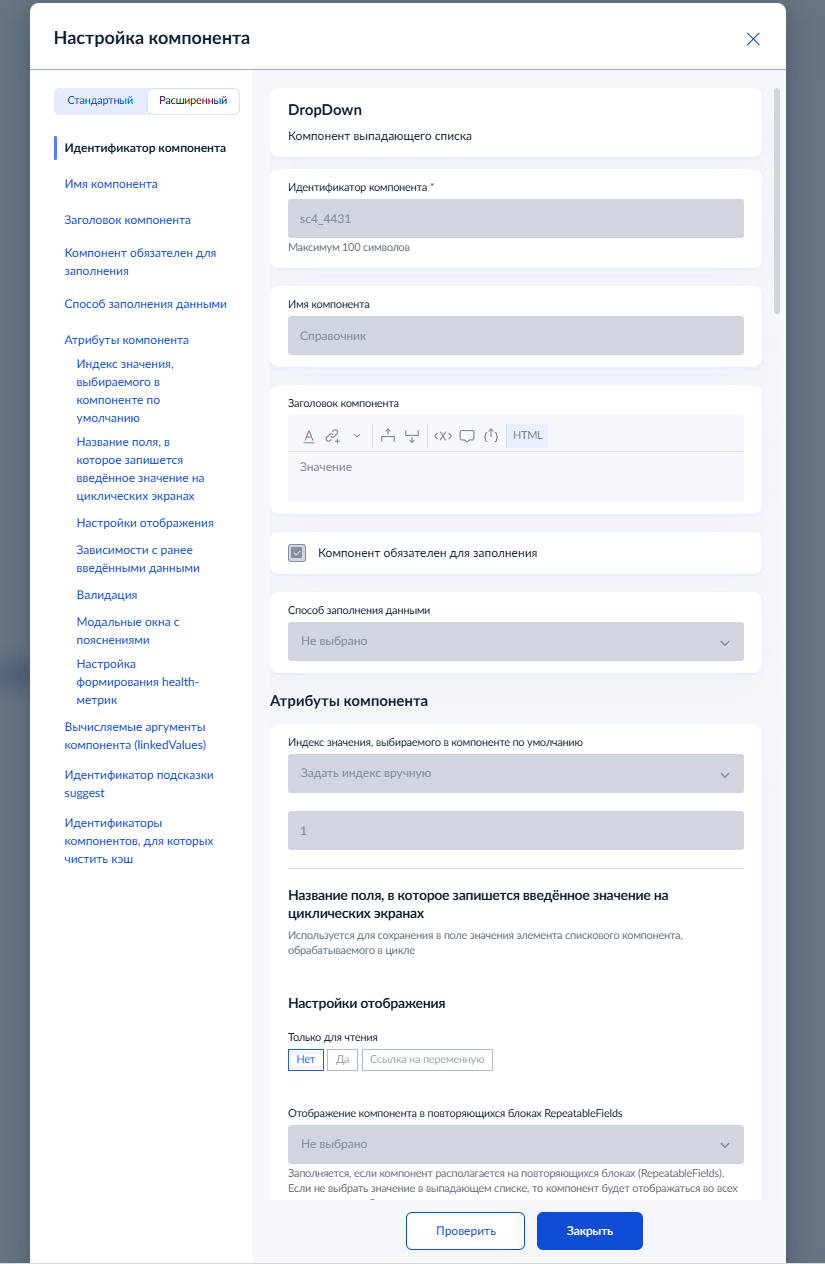 Настройка компонента
Стандартный Расширенный
Идентификатор компонента
Имя компонента
Заголовок компонента
Компонент обязателен для
заполнения
Способ заполнения данными
Атрибуты компонента
Индекс значения,
выбираемого в
компоненте по
умолчанию
Название поля, в
которое запишется
введённое значение на
циклических экранах
Настройки отображения
Зависимости с ранее
введёнными данными
Валидация
Модальные окна с
пояснениями
Настройка
формирования health-
метрик
Вычисляемые аргументы
компонента (linkedValues)
Идентификатор подсказки
suggest
Идентификаторы
компонентов, для которых
чистить кэш
DropDown
Компонент выпадающего списка
Идентификатор компонента *
sc4_4431
Максимум 100 символов
Имя компонента
Справочник
Заголовок компонента
HTML
Значение
Компонент обязателен для заполнения
Способ заполнения данными
Не выбрано
Атрибуты компонента
Индекс значения, выбираемого в компоненте по умолчанию
Задать индекс вручную
1
Название поля, в которое запишется введённое значение на
циклических экранах
Используется для сохранения в поле значения элемента спискового компонента,
обрабатываемого в цикле
Настройки отображения
Только для чтения
Нет Да Ссылка на переменную
Отображение компонента в повторяющихся блоках RepeatableFields
Не выбрано
Заполняется, если компонент располагается на повторяющихся блоках (RepeatableFields).
Если не выбрать значение в выпадающем списке, то компонент будет отображаться во всех
Проверить Закрыть